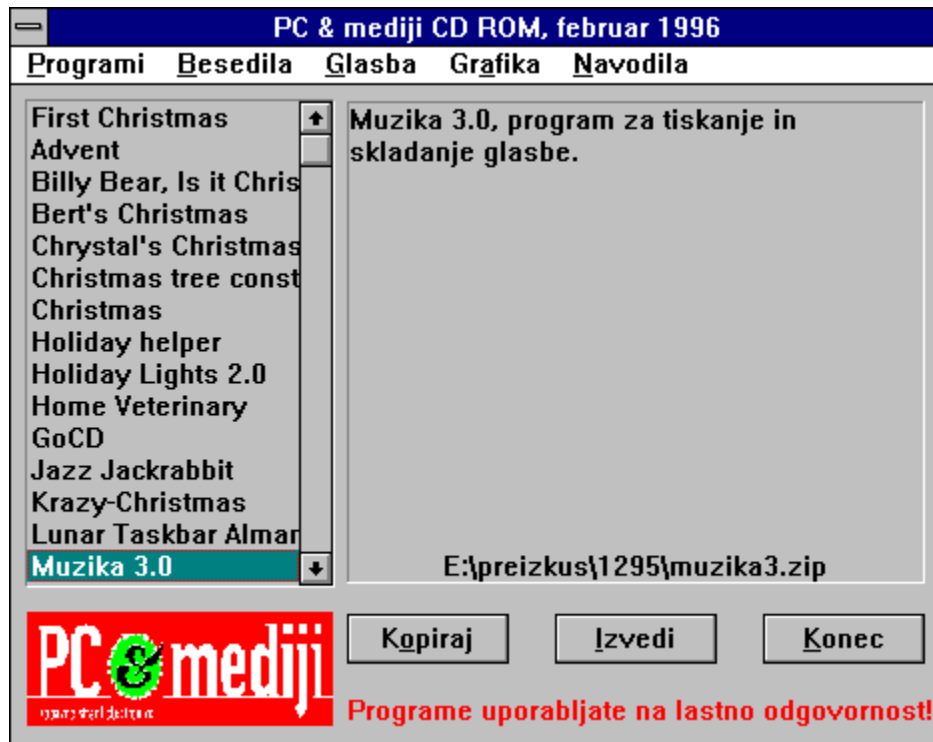 PC & mediji CD ROM, februar 1996
Programi Besedila Glasba Grafika Navodila
First Christmas
Advent
Billy Bear, Is it Chris
Bert's Christmas
Chrystal's Christmas
Christmas tree const
Christmas
Holiday helper
Holiday Lights 2.0
Home Veterinary
GoCD
Jazz Jackrabbit
Krazy-Christmas
Lunar Taskbar Alman
Muzika 3.0
Muzika 3.0, program za tiskanje in
skladanje glasbe.
E:\preizkus\1295\muzika3.zip
PC & mediji
Kopiraj Izvedi Konec
Programe uporabljate na lastno odgovornost!